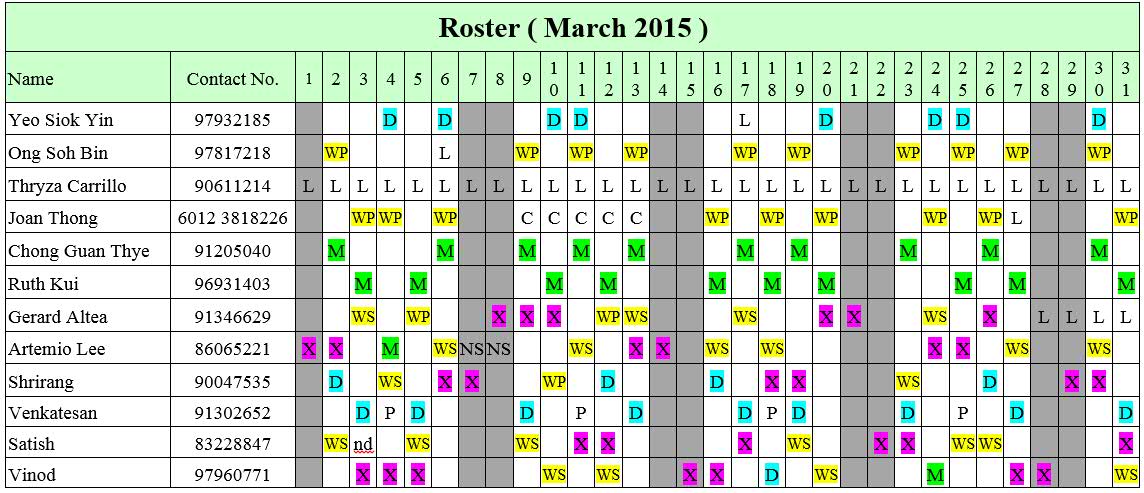 Roster ( March 2015 )
Name Contact No. 1 2 3 4 5 6 7 8 9 10 11 12 13 14 15 16 17 18 19 20 21 22 23 24 25 26 27 28 29 30 31
Yeo Siok Yin 97932185 D D D D L D D D D
Ong Soh Bin 97817218 WP L WP WP WP WP WP WP WP WP WP
Thryza Carrillo 90611214 L L L L L L L L L L L L L L L L L L L L L L L L L L L L L L L
Joan Thong 6012 3818226 WP WP WP C C C C C WP WP WP WP WP L WP
Chong Guan Thye 91205040 M M M M M M M M M M
Ruth Kui 96931403 M M M M M M M M M M
Gerard Altea 91346629 WS WP X X X WP WS WS X X WS X L L L L
Artemio Lee 86065221 X X M WS NS NS WS X X WS WS X X WS WS
Shrirang 90047535 D WS X X WP D D X X WS D X X
Venkatesan 91302652 D P D D P D D P D D P D D
Satish 83228847 WS nd WS WS X X X WS X X WS WS X
Vinod 97960771 X X X WS WS X X D WS M X X WS